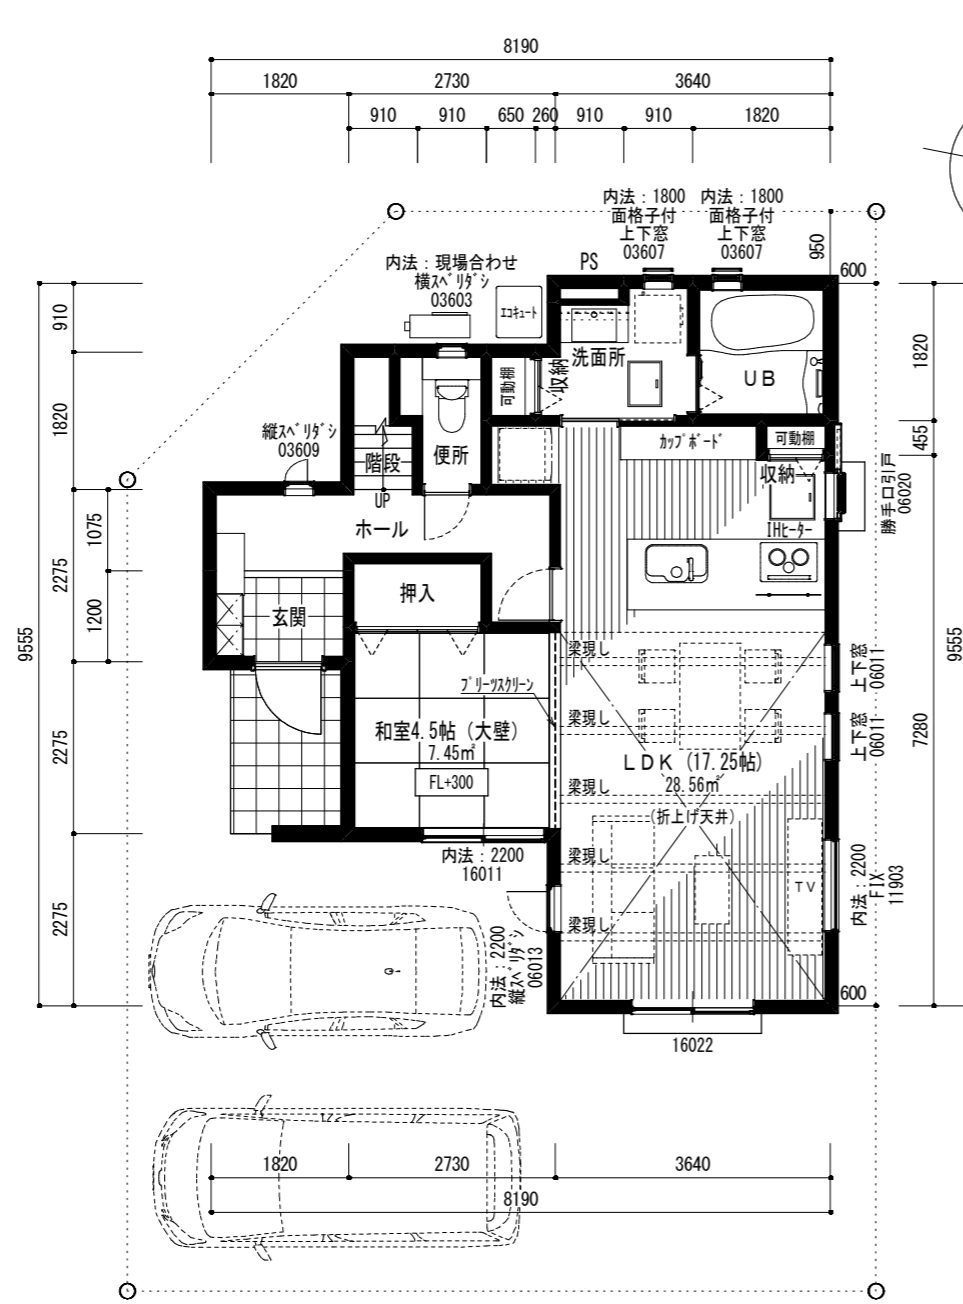 8190
1820 2730 3640
910 910 650 260 910 910 1820
内法：1800
面格子付
上下窓
03607
内法：1800
面格子付
上下窓
03607
950
600
内法：現場合わせ
横スベリダシ
03603
エコキュート
PS
910
1820
1820
可動棚
収納
洗面所
UB
縦スベリダシ
03609
階段
UP
便所
カップボード
可動棚
収納
455
勝手口引戸
06020
ホール
IHヒーター
1075
2275
1200
9555
9555
押入
玄関
梁現し
上下窓
06011
プリーツスクリーン
梁現し
上下窓
06011
7280
2275
和室4.5帖（大壁）
7.45㎡
FL+300
LDK（17.25帖）
28.56㎡
（折上げ天井）
梁現し
内法：2200
16011
梁現し
TV
内法：2200
FIX
11903
2275
梁現し
内法：2200
縦スベリダシ
06013
600
16022
1820 2730 3640
8190